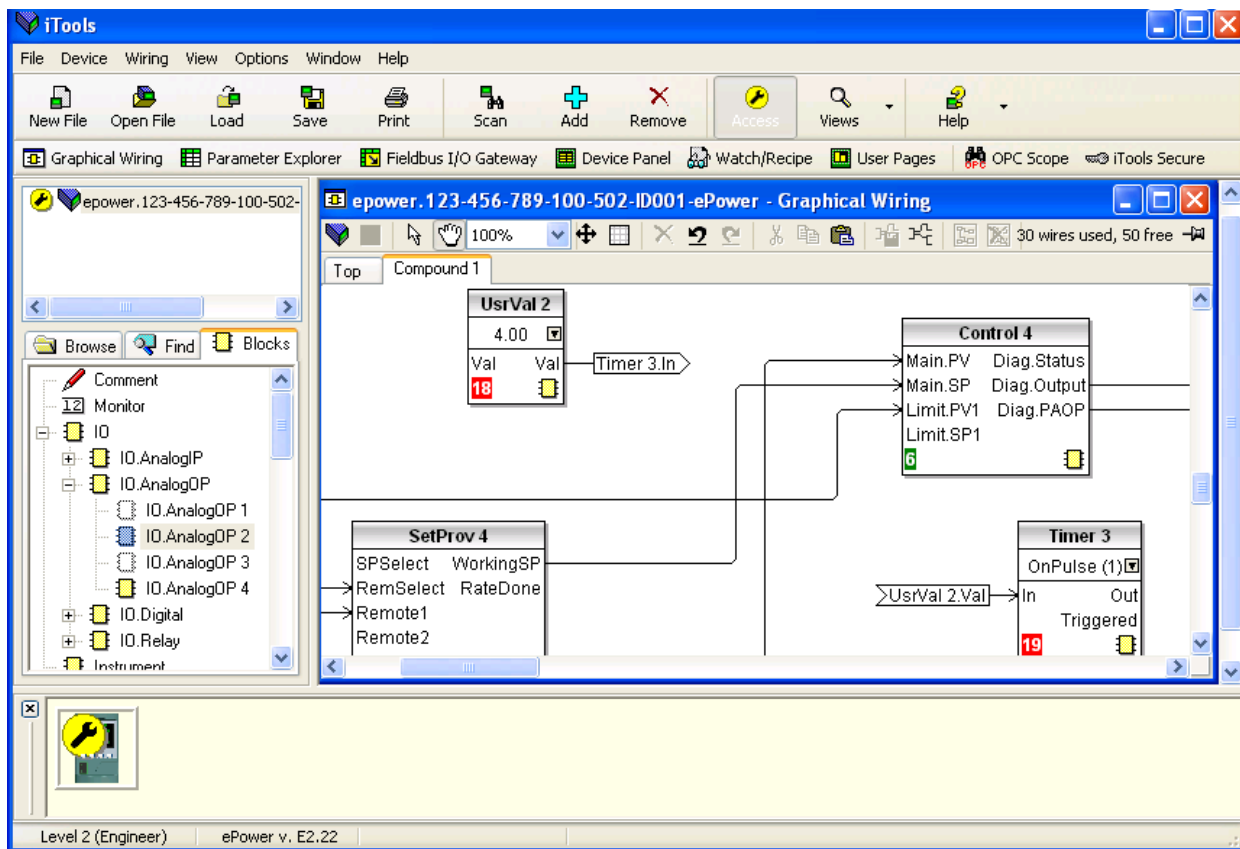 iTools
File Device Wiring View Options Window Help
New File Open File Load Save Print Scan Add Remove Access Views Help
Graphical Wiring Parameter Explorer Fieldbus I/O Gateway Device Panel Watch/Recipe User Pages OPC Scope iTools Secure
epower.123-456-789-100-502-
Browse Find Blocks
Comment
12 Monitor
IO
IO.AnalogIP
IO.AnalogOP
IO.AnalogOP 1
IO.AnalogOP 2
IO.AnalogOP 3
IO.AnalogOP 4
IO.Digital
IO.Relay
Instrument
epower.123-456-789-100-502-ID001-ePower - Graphical Wiring
100% 30 wires used, 50 free
Top Compound 1
UsrVal 2
4.00
Val Val
18
Timer 3.In
Control 4
Main.PV Diag.Status
Main.SP Diag.Output
Limit.PV1 Diag.PAOP
Limit.SP1
6
SetProv 4
SPSelect WorkingSP
RemSelect RateDone
Remote1
Remote2
UsrVal 2.Val
Timer 3
OnPulse (1)
In Out
Triggered
19
Level 2 (Engineer) ePower v. E2.22